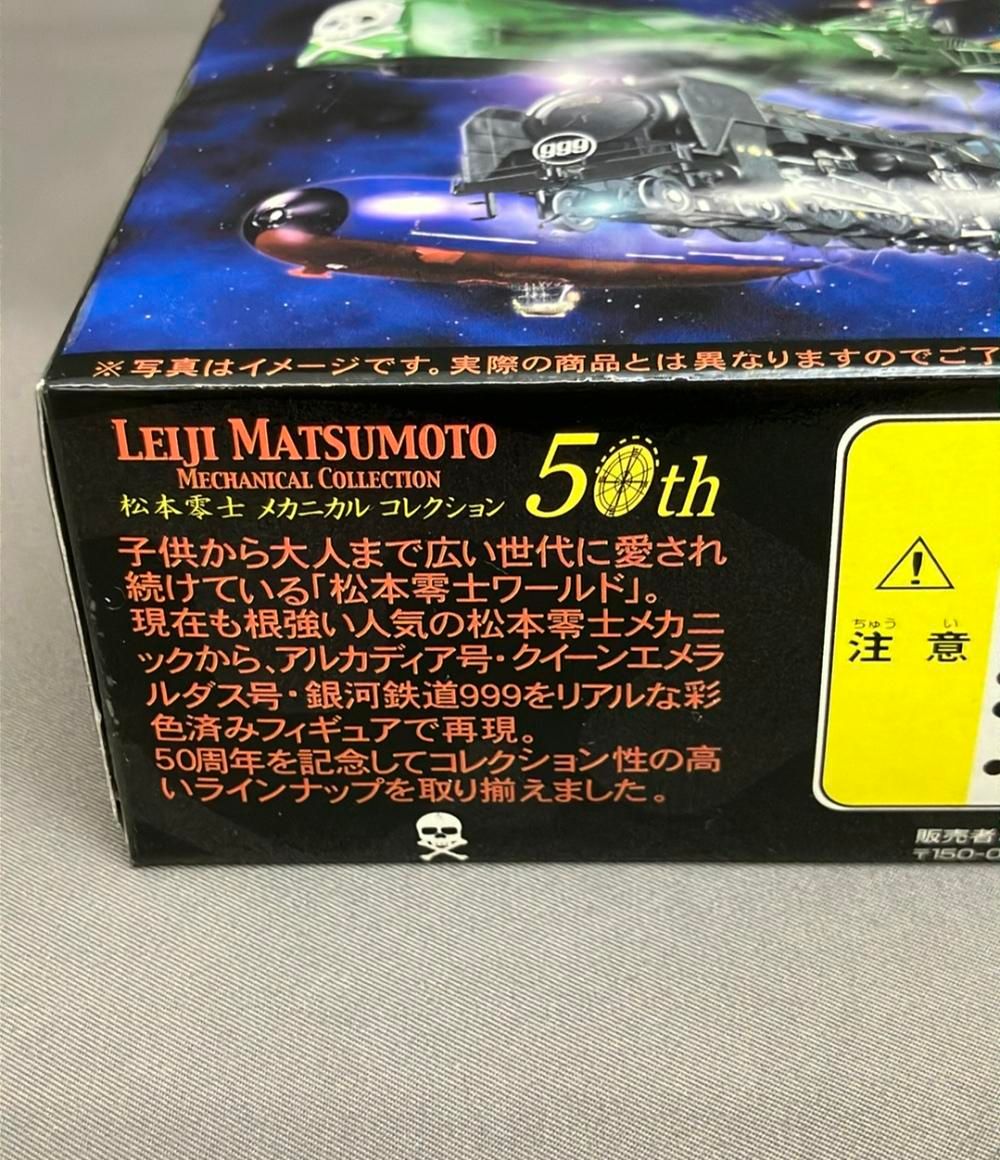 999
※写真はイメージです。実際の商品とは異なりますのでご了
LEIJI MATSUMOTO
MECHANICAL COLLECTION
松本零士 メカニカル コレクション
50th
子供から大人まで広い世代に愛され
続けている「松本零士ワールド」。
現在も根強い人気の松本零士メカニ
ックから、アルカディア号・クイーンエメラ
ルダス号・銀河鉄道999をリアルな彩
色済みフィギュアで再現。
50周年を記念してコレクション性の高
いラインナップを取り揃えました。
ちゅう い
注 意
販売者
〒150-0